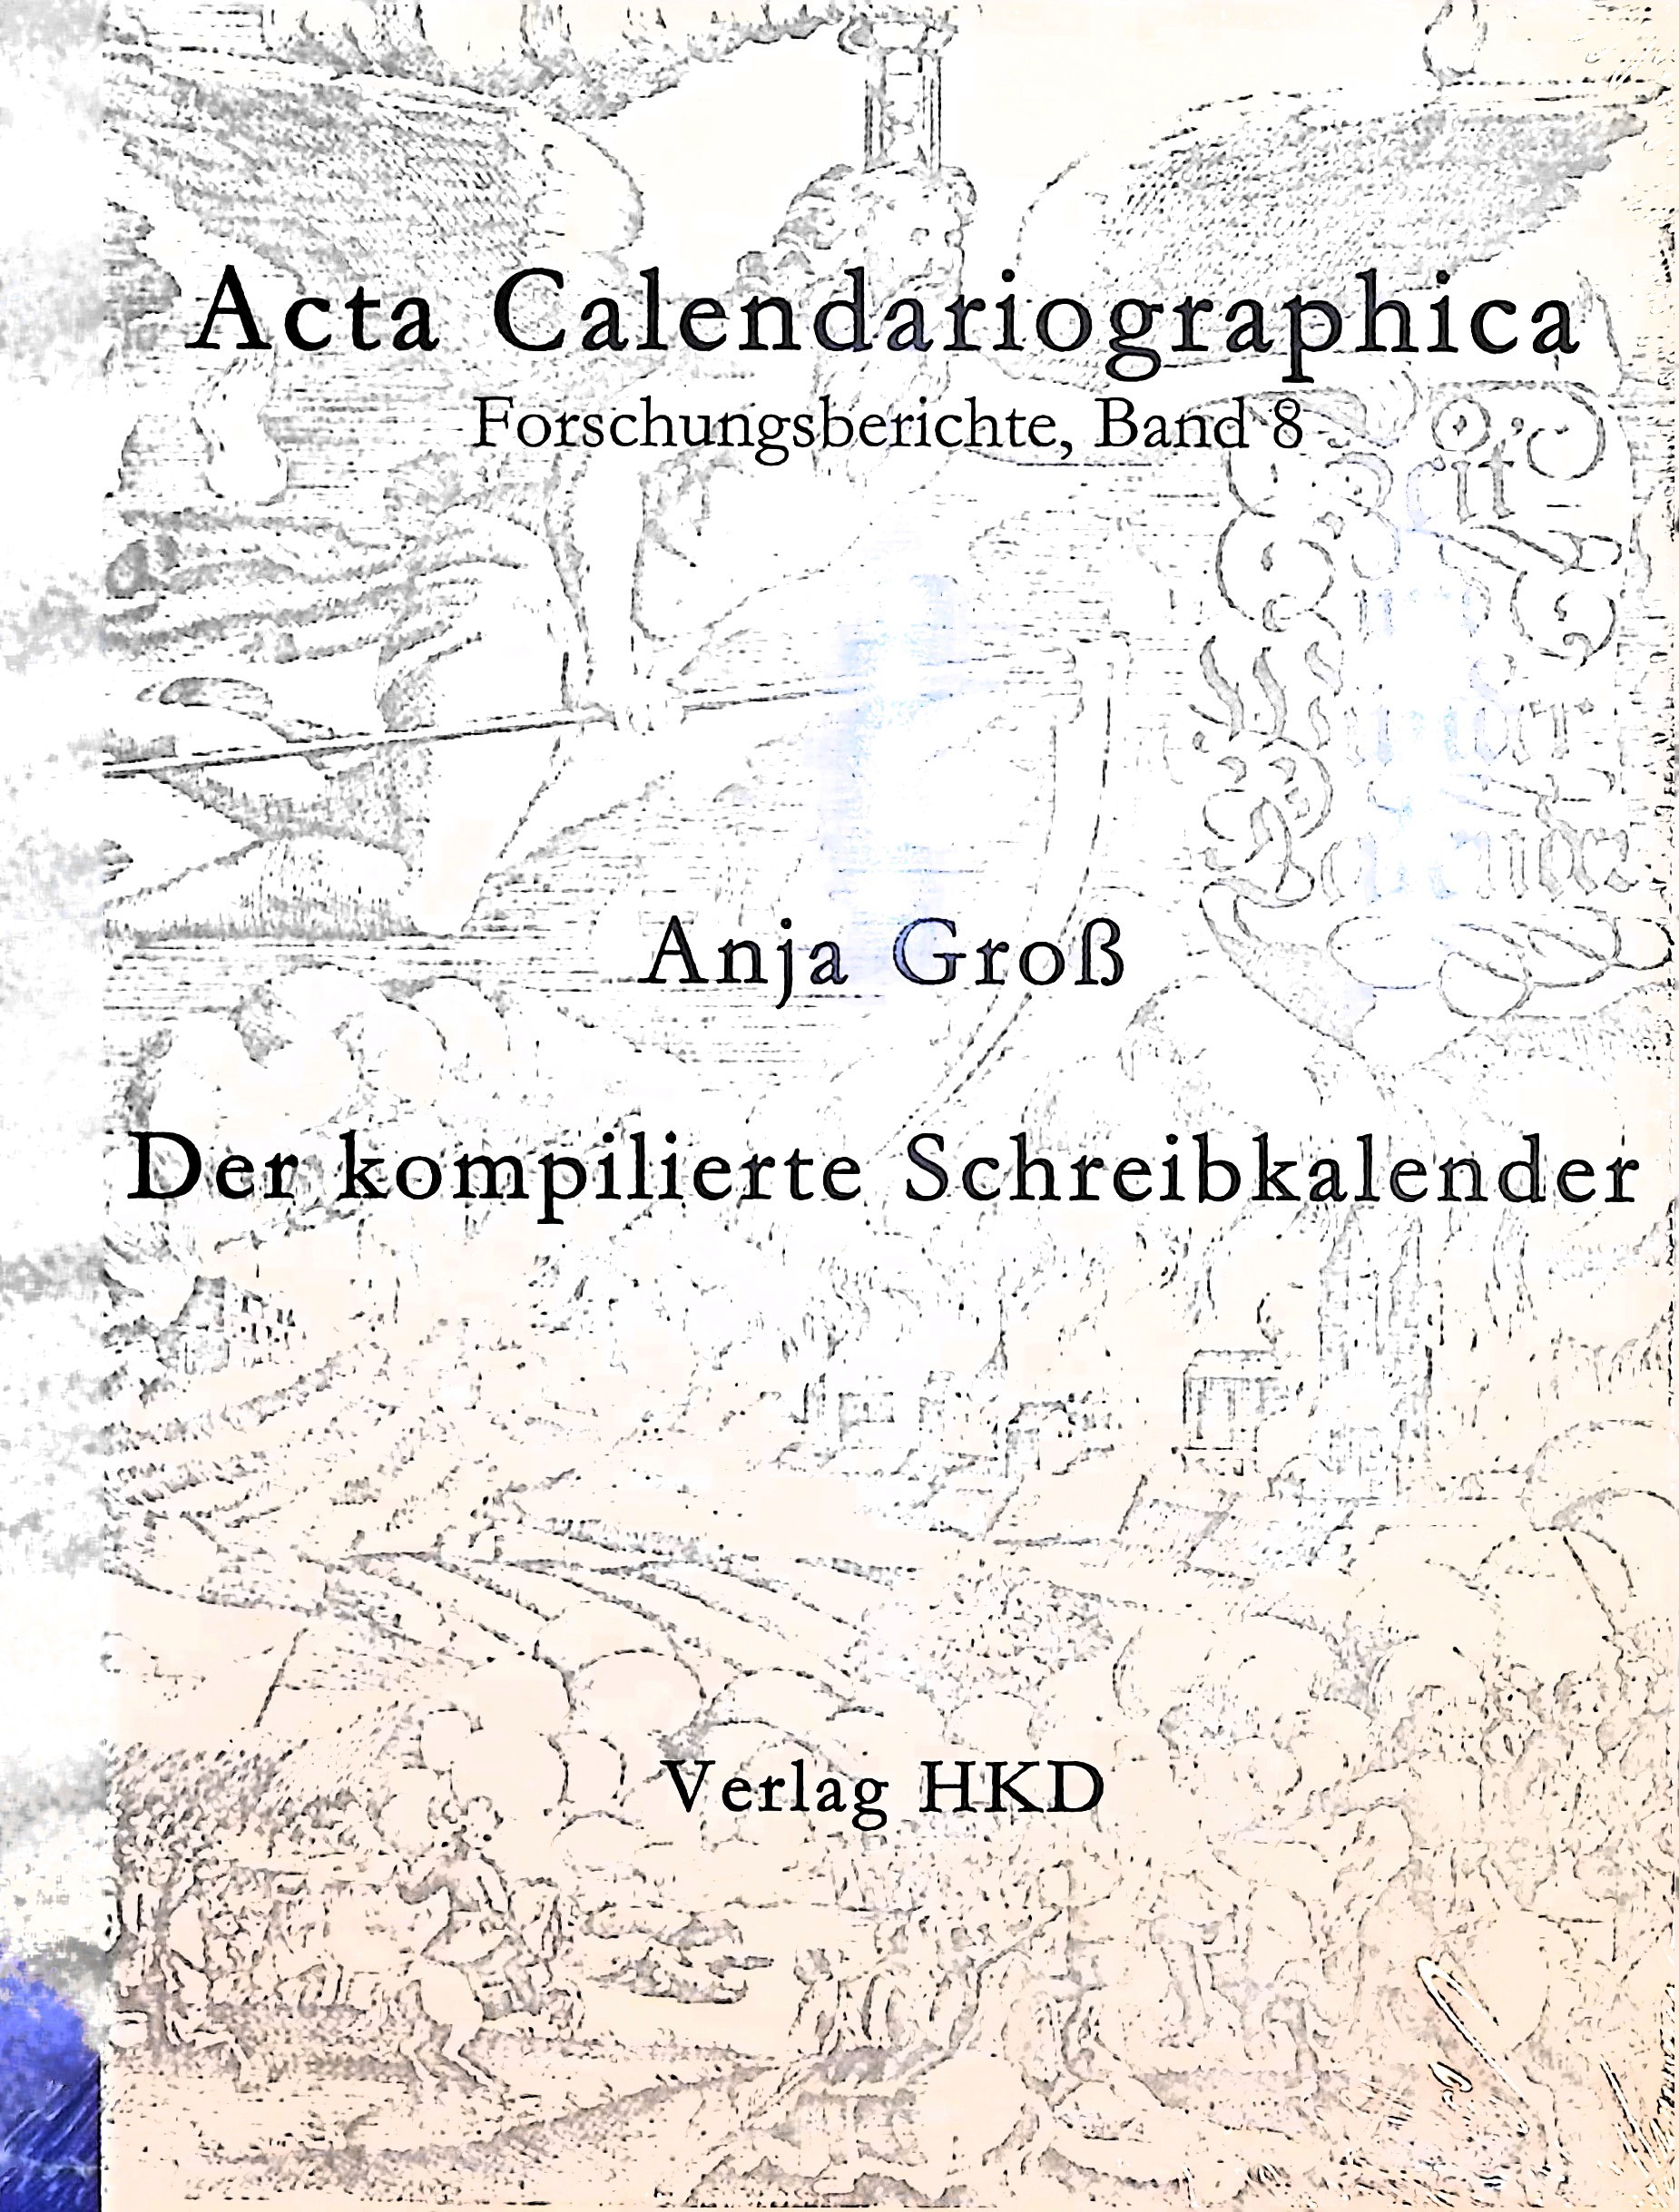 Acta Calendariographica
Forschungsberichte, Band 8
Anja Groß
Der kompilierte Schreibkalender
Verlag HKD